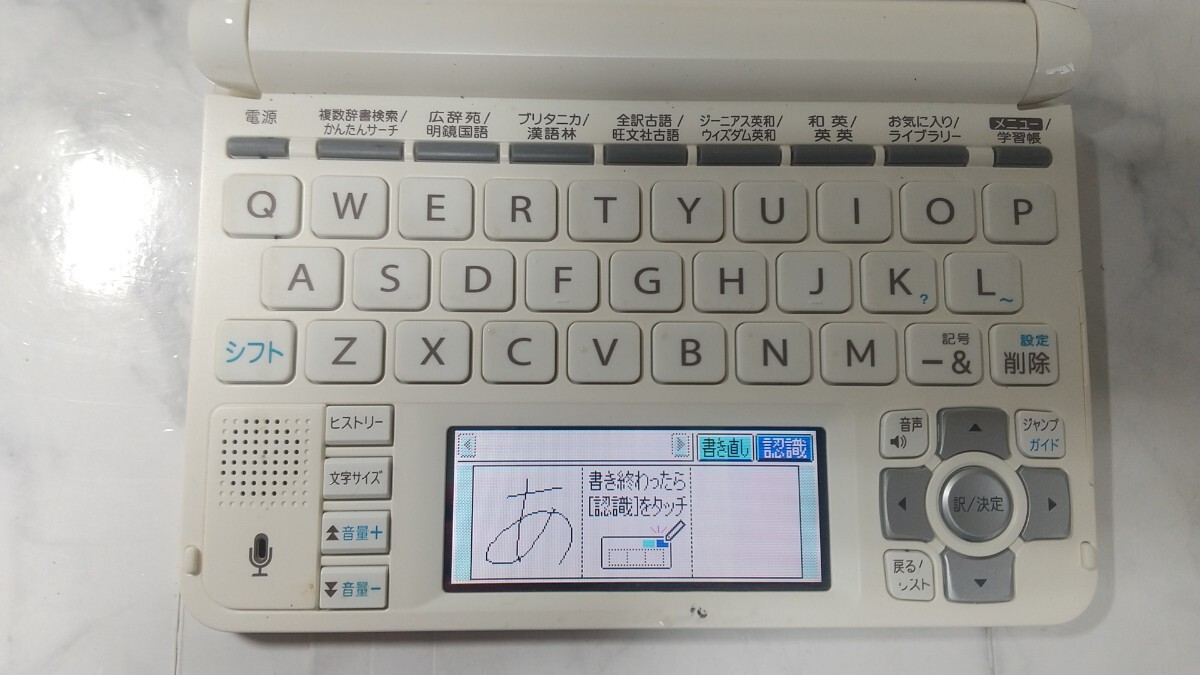 電源
複数辞書検索/
かんたんサーチ
広辞苑/
明鏡国語
ブリタニカ/
漢語林
全訳古語/
旺文社古語
ジーニアス英和/
ウィズダム英和
和英/
英英
お気に入り/
ライブラリー
メニュー/
学習帳
Q W E R T Y U I O P
A S D F G H J K ? L ~
シフト Z X C V B N M 記号 −& 設定 削除
ヒストリー
文字サイズ
音量+
音量−
書き直し 認識
あ
書き終わったら
[認識]をタッチ
音声
ジャンプ
ガイド
訳/決定
戻る/
リスト